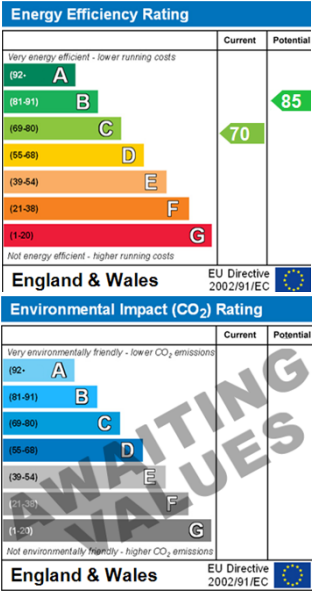 Energy Efficiency Rating
Current Potential
Very energy efficient - lower running costs
(92- A
(81-91) B
(69-80) C
(55-68) D
(39-54) E
(21-38) F
(1-20) G
70
85
Not energy efficient - higher running costs
England & Wales
EU Directive
2002/91/EC
Environmental Impact (CO₂) Rating
Current Potential
Very environmentally friendly - lower CO₂ emissions
(92- A
(81-91) B
(69-80) C
(55-68) D
(39-54) E
(21-38) F
(1-20) G
AWAITING
VALUES
Not environmentally friendly - higher CO₂ emissions
England & Wales
EU Directive
2002/91/EC